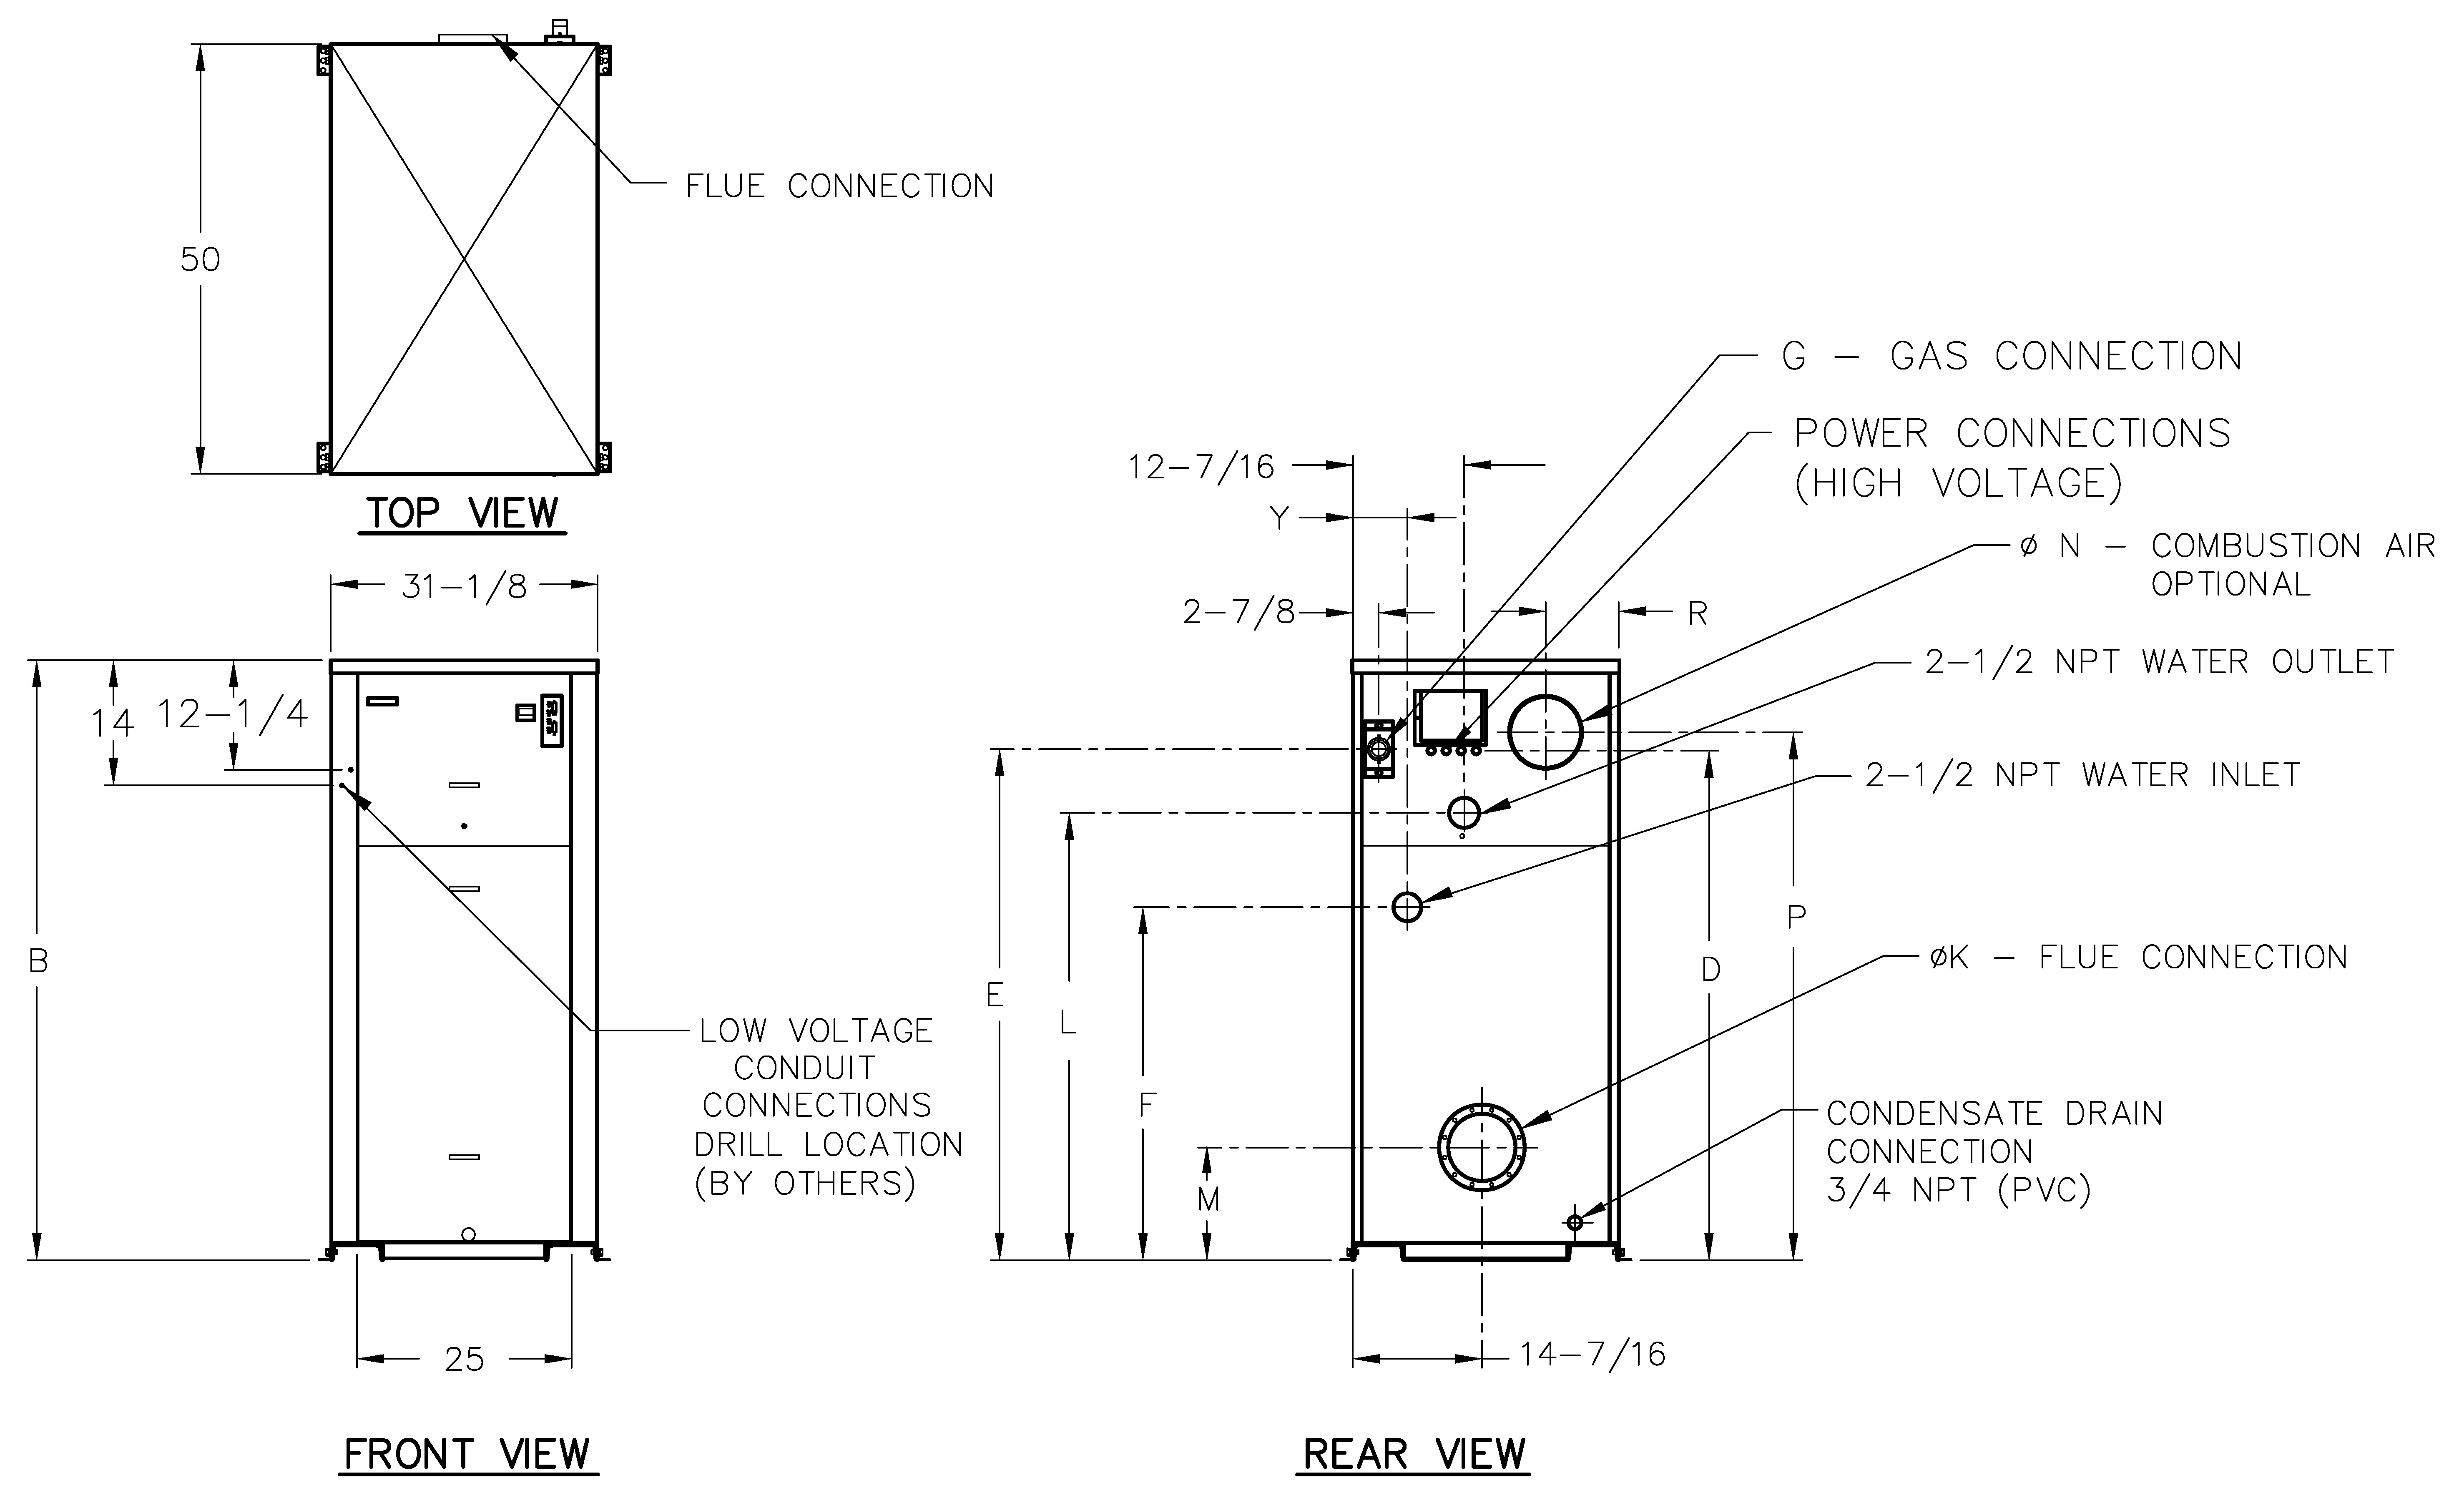 FLUE CONNECTION
50
TOP VIEW
31-1/8
14
12-1/4
B
LOW VOLTAGE
CONDUIT
CONNECTIONS
DRILL LOCATION
(BY OTHERS)
25
FRONT VIEW
G - GAS CONNECTION
POWER CONNECTIONS
(HIGH VOLTAGE)
12-7/16
Y
ø N - COMBUSTION AIR
OPTIONAL
2-7/8
R
2-1/2 NPT WATER OUTLET
2-1/2 NPT WATER INLET
P
øK - FLUE CONNECTION
D
E
L
F
CONDENSATE DRAIN
CONNECTION
3/4 NPT (PVC)
M
14-7/16
REAR VIEW